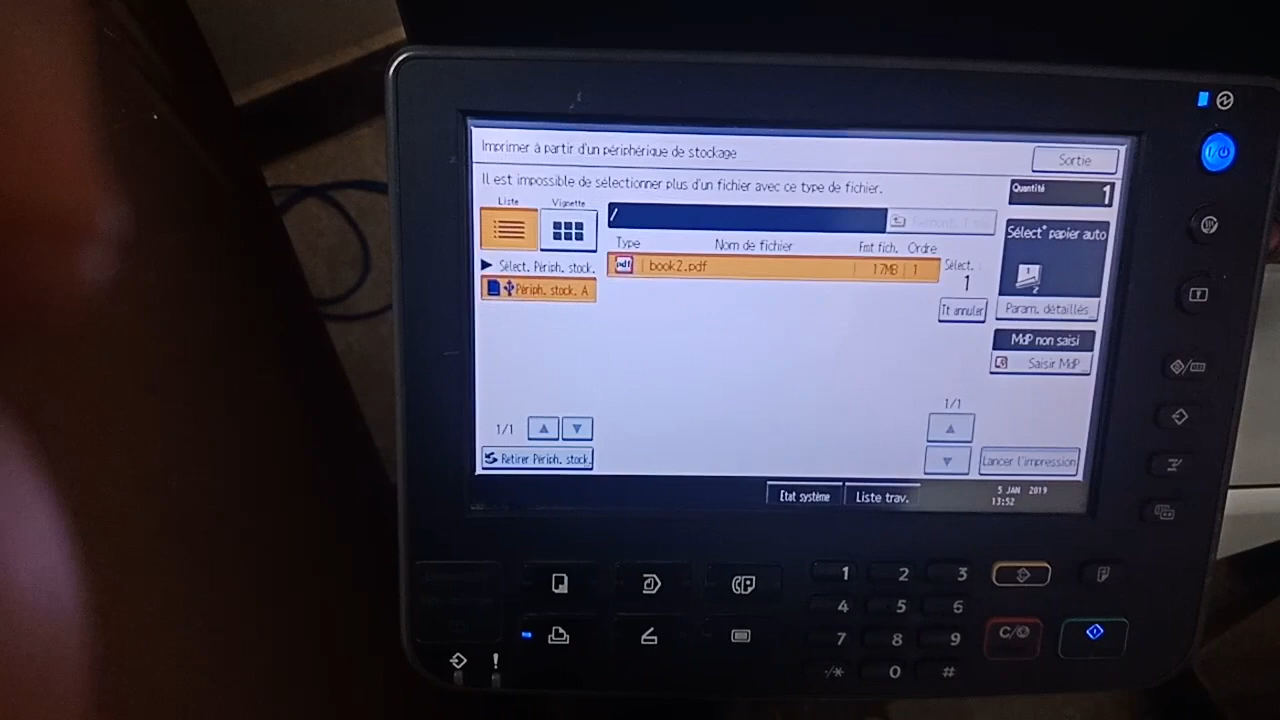 Imprimer à partir d'un périphérique de stockage
Sortie
Il est impossible de sélectionner plus d'un fichier avec ce type de fichier.
Quantité 1
Liste Vignette
/
Sélect° papier auto
Type Nom de fichier Fmt fich. Ordre
Sélect. Périph. stock.
pdf book2.pdf 17MB 1
Sélect.
1
1
2
Périph. stock. A
Tt annuler
Param. détaillés
MdP non saisi
Saisir MdP
1/1
1/1
Retirer Périph. stock.
Lancer l'impression
Etat système Liste trav.
5 JAN 2019
13:52
1 2 3
4 5 6
7 8 9
C/
·/* 0 #
!